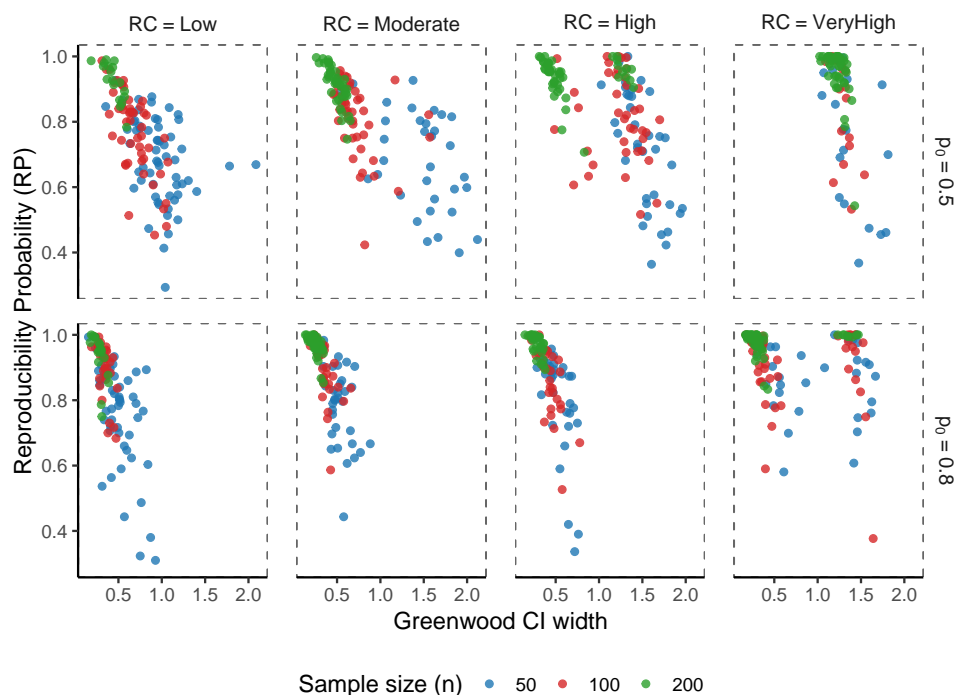 RC = Low RC = Moderate RC = High RC = VeryHigh
Reproducibility Probability (RP)
1.0
0.8
0.6
0.4
p0 = 0.5
1.0
0.8
0.6
0.4
p0 = 0.8
0.5 1.0 1.5 2.0 0.5 1.0 1.5 2.0 0.5 1.0 1.5 2.0 0.5 1.0 1.5 2.0
Greenwood CI width
Sample size (n) 50 100 200